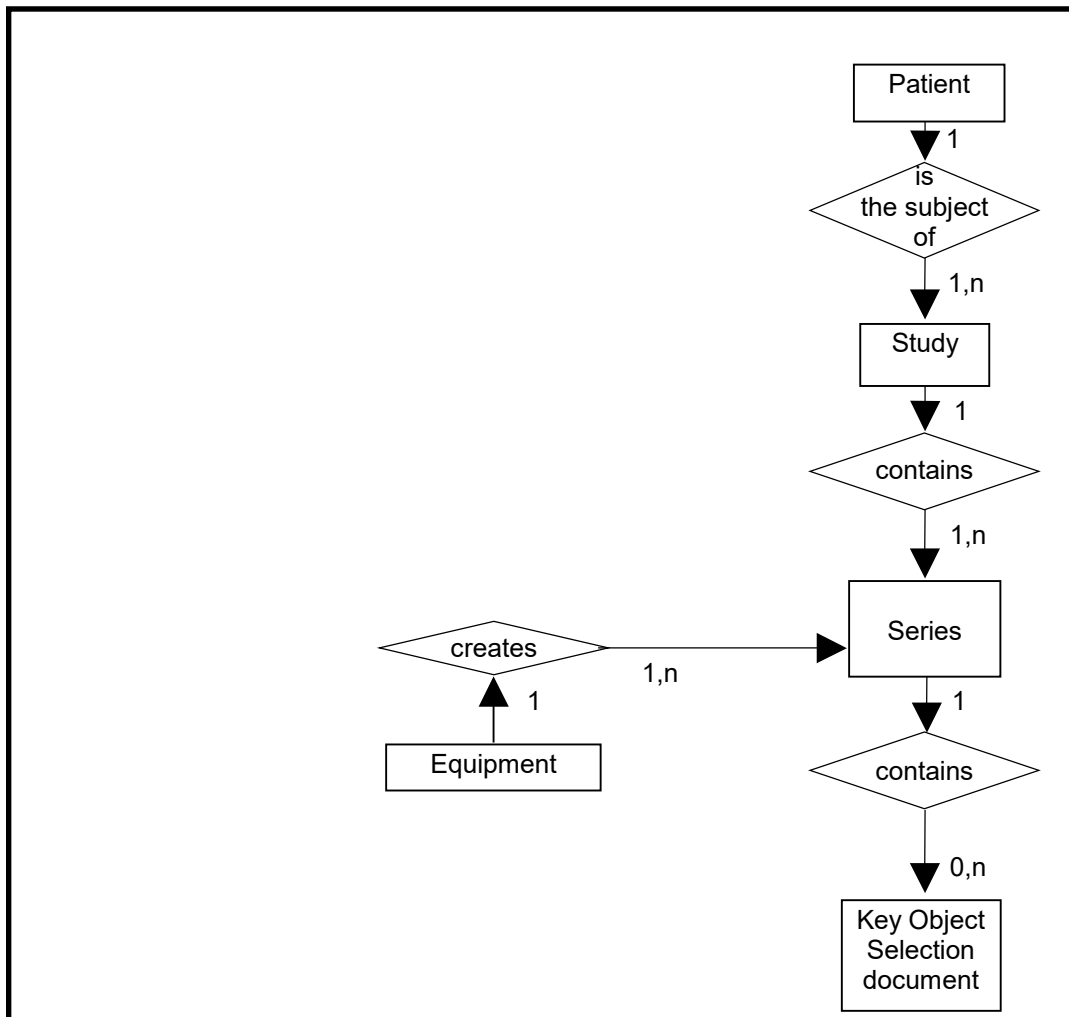 Patient
1
is
the subject
of
1,n
Study
1
contains
1,n
Series
creates
1,n
1
1
Equipment
contains
0,n
Key Object
Selection
document